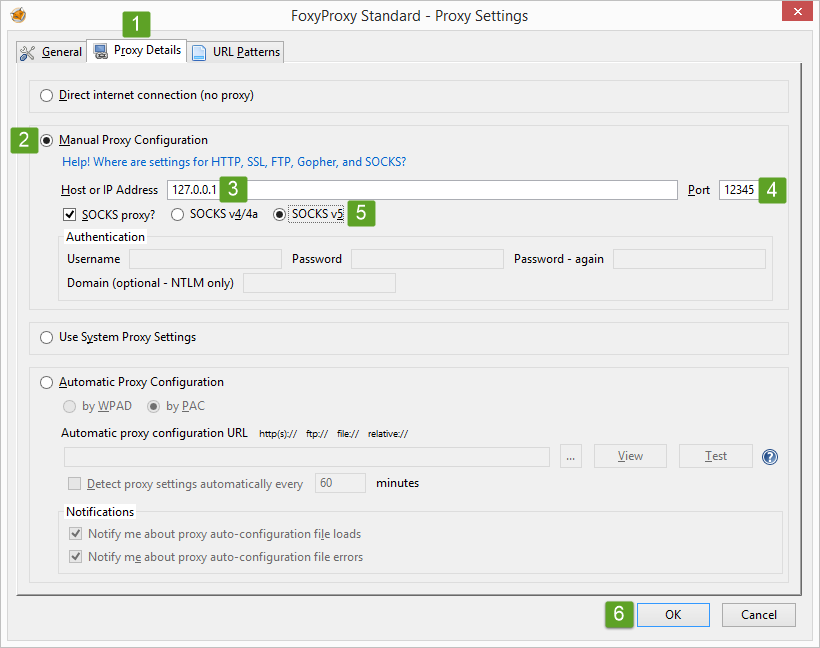 FoxyProxy Standard - Proxy Settings
1
General Proxy Details URL Patterns
Direct internet connection (no proxy)
2 Manual Proxy Configuration
Help! Where are settings for HTTP, SSL, FTP, Gopher, and SOCKS?
Host or IP Address 127.0.0.1 3 Port 12345 4
SOCKS proxy? SOCKS v4/4a SOCKS v5 5
Authentication
Username Password Password - again
Domain (optional - NTLM only)
Use System Proxy Settings
Automatic Proxy Configuration
by WPAD by PAC
Automatic proxy configuration URL http(s):// ftp:// file:// relative://
... View Test ?
Detect proxy settings automatically every 60 minutes
Notifications
Notify me about proxy auto-configuration file loads
Notify me about proxy auto-configuration file errors
6 OK Cancel